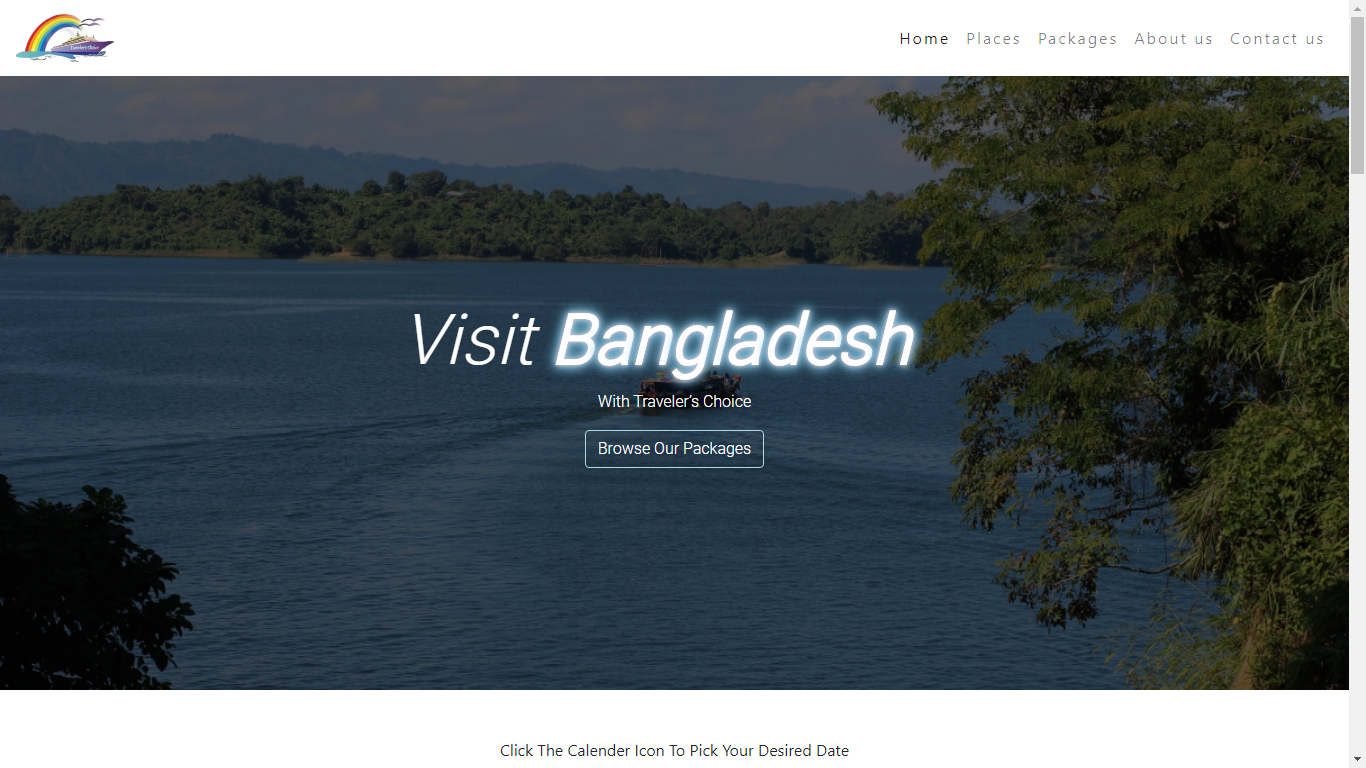 Traveler's Choice
Home Places Packages About us Contact us
Visit Bangladesh
With Traveler’s Choice
Browse Our Packages
Click The Calender Icon To Pick Your Desired Date